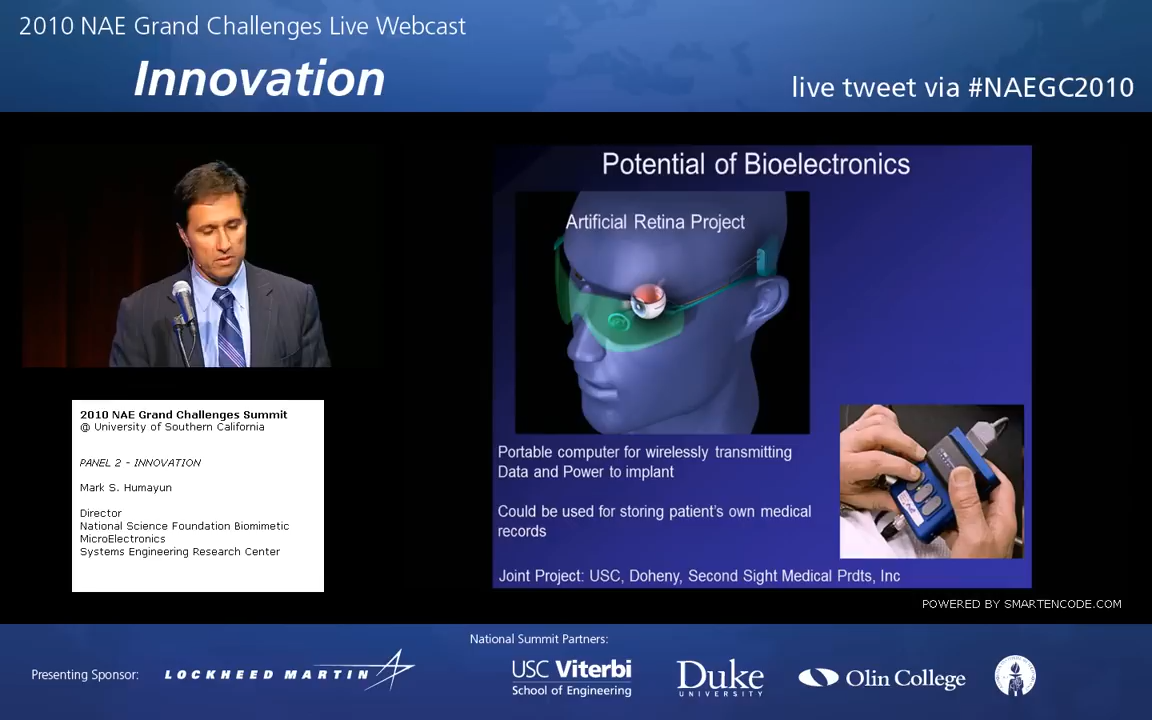 2010 NAE Grand Challenges Live Webcast
Innovation
live tweet via #NAEGC2010
Potential of Bioelectronics
Artificial Retina Project
Portable computer for wirelessly transmitting
Data and Power to implant
Could be used for storing patient's own medical
records
Joint Project: USC, Doheny, Second Sight Medical Prdts, Inc
2010 NAE Grand Challenges Summit
@ University of Southern California
PANEL 2 - INNOVATION
Mark S. Humayun
Director
National Science Foundation Biomimetic
MicroElectronics
Systems Engineering Research Center
POWERED BY SMARTENCODE.COM
National Summit Partners:
Presenting Sponsor:
LOCKHEED MARTIN
USC Viterbi
School of Engineering
Duke
UNIVERSITY
Olin College